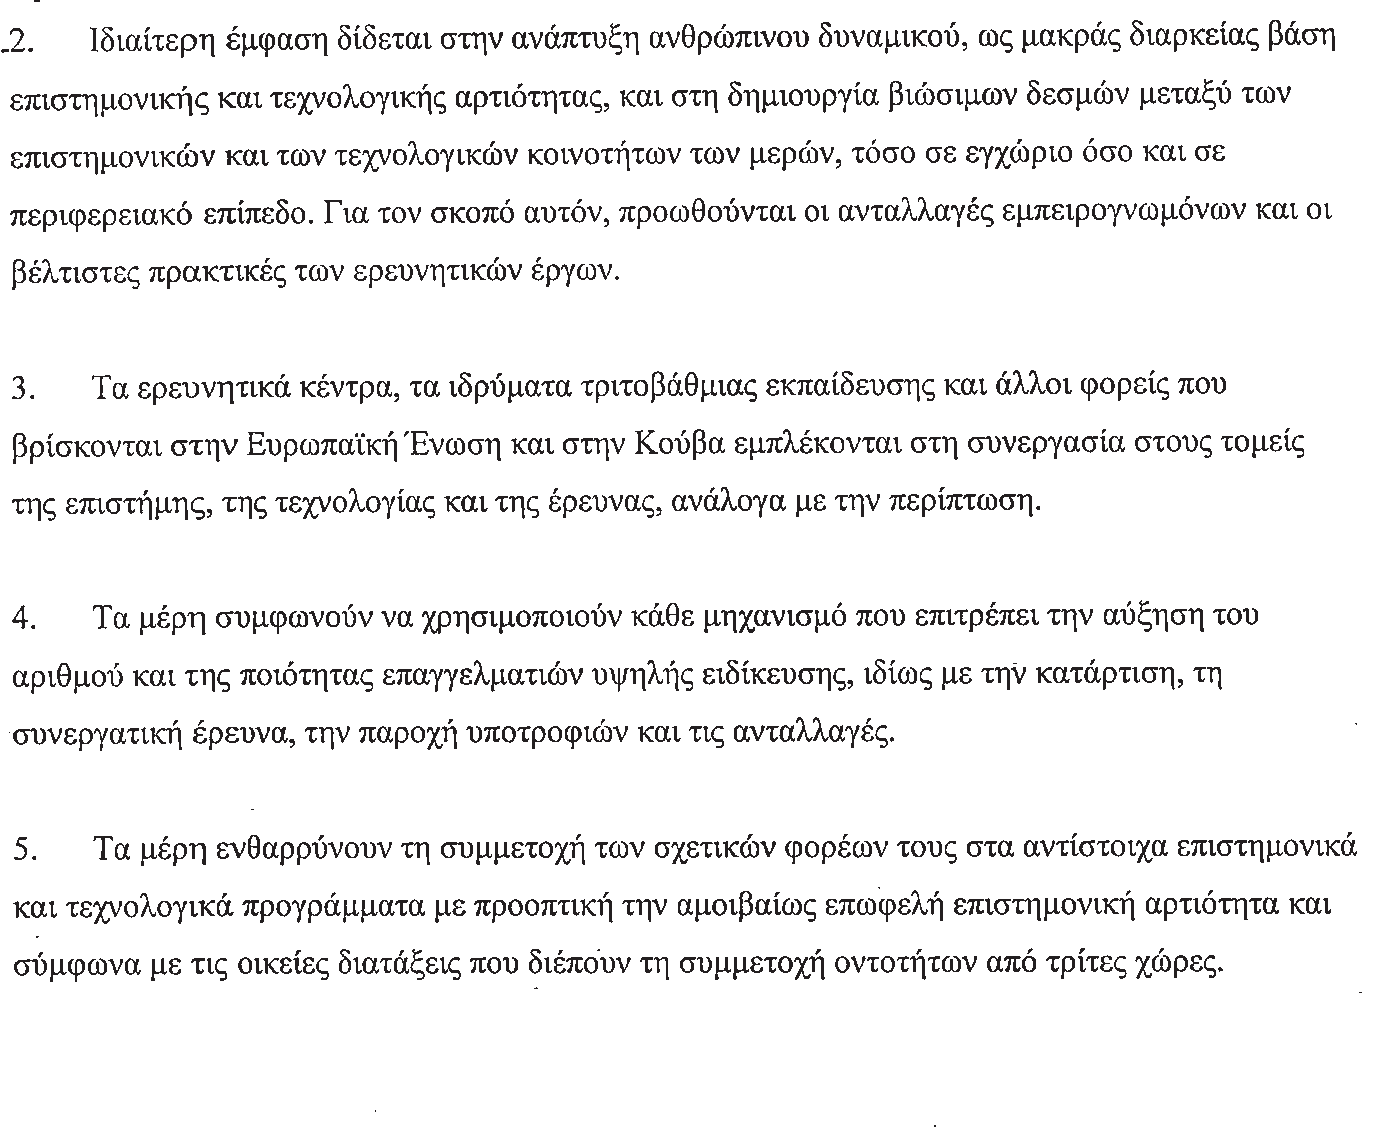 2. Ιδιαίτερη έμφαση δίδεται στην ανάπτυξη ανθρώπινου δυναμικού, ως μακράς διαρκείας βάση
επιστημονικής και τεχνολογικής αρτιότητας, και στη δημιουργία βιώσιμων δεσμών μεταξύ των
επιστημονικών και των τεχνολογικών κοινοτήτων των μερών, τόσο σε εγχώριο όσο και σε
περιφερειακό επίπεδο. Για τον σκοπό αυτόν, προωθούνται οι ανταλλαγές εμπειρογνωμόνων και οι
βέλτιστες πρακτικές των ερευνητικών έργων.
3. Τα ερευνητικά κέντρα, τα ιδρύματα τριτοβάθμιας εκπαίδευσης και άλλοι φορείς που
βρίσκονται στην Ευρωπαϊκή Ένωση και στην Κούβα εμπλέκονται στη συνεργασία στους τομείς
της επιστήμης, της τεχνολογίας και της έρευνας, ανάλογα με την περίπτωση.
4. Τα μέρη συμφωνούν να χρησιμοποιούν κάθε μηχανισμό που επιτρέπει την αύξηση του
αριθμού και της ποιότητας επαγγελματιών υψηλής ειδίκευσης, ιδίως με την κατάρτιση, τη
συνεργατική έρευνα, την παροχή υποτροφιών και τις ανταλλαγές.
5. Τα μέρη ενθαρρύνουν τη συμμετοχή των σχετικών φορέων τους στα αντίστοιχα επιστημονικά
και τεχνολογικά προγράμματα με προοπτική την αμοιβαίως επωφελή επιστημονική αρτιότητα και
σύμφωνα με τις οικείες διατάξεις που διέπουν τη συμμετοχή οντοτήτων από τρίτες χώρες.